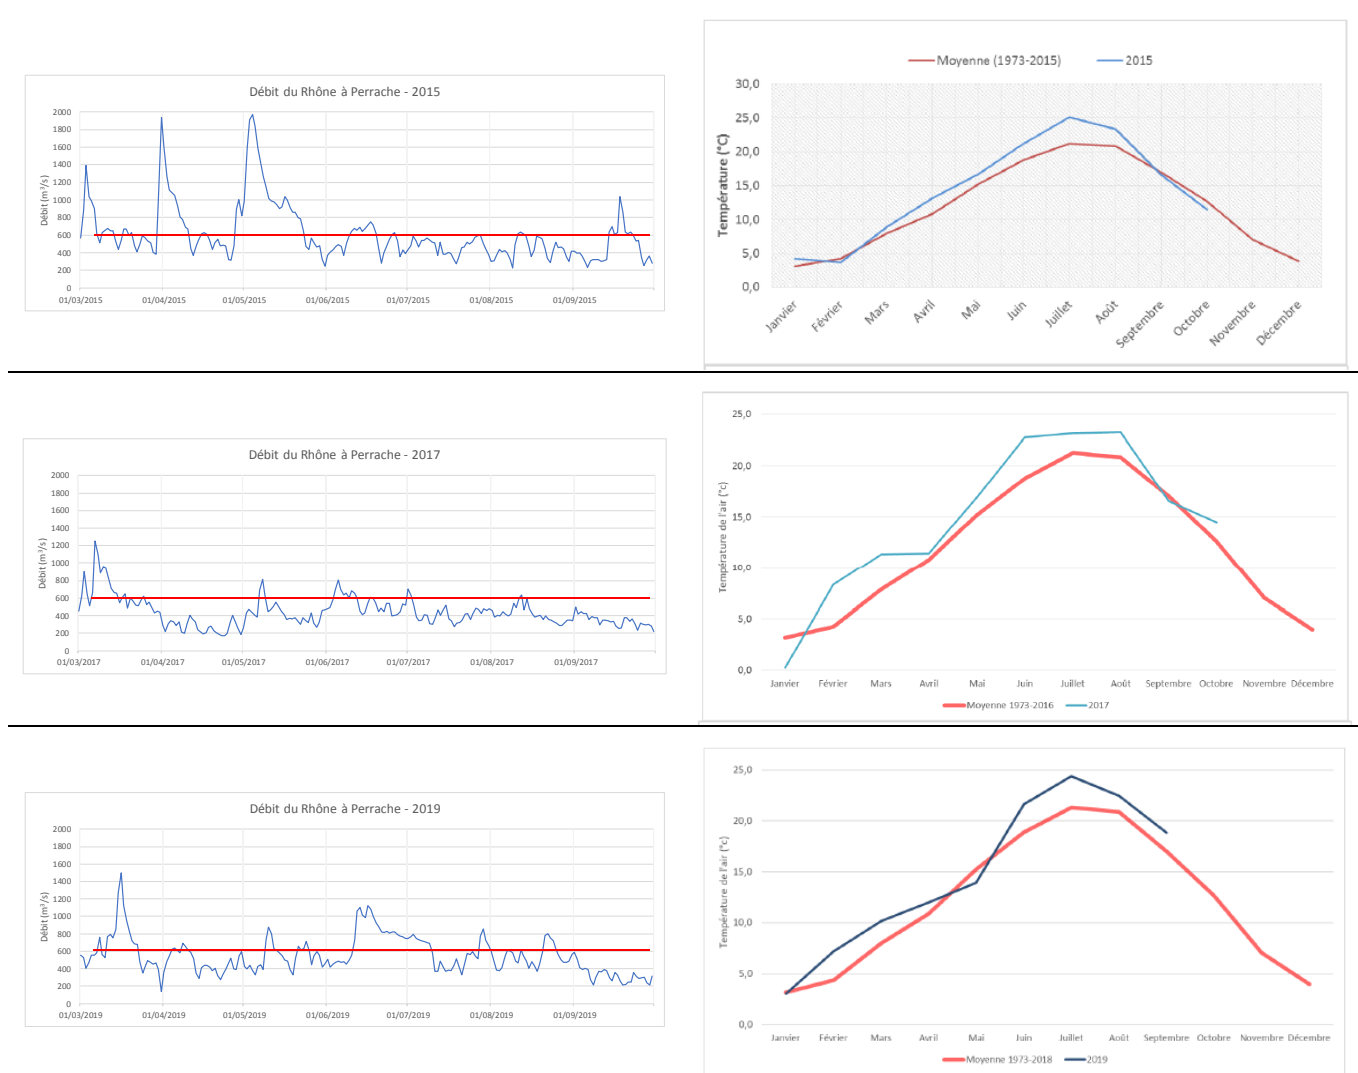 Débit du Rhône à Perrache - 2015
Débit (m³/s)
2000
1800
1600
1400
1200
1000
800
600
400
200
0
01/03/2015 01/04/2015 01/05/2015 01/06/2015 01/07/2015 01/08/2015 01/09/2015
Moyenne (1973-2015) 2015
Température (°C)
30,0
25,0
20,0
15,0
10,0
5,0
0,0
Janvier Février Mars Avril Mai Juin Juillet Août Septembre Octobre Novembre Décembre
Débit du Rhône à Perrache - 2017
Débit (m³/s)
2000
1800
1600
1400
1200
1000
800
600
400
200
0
01/03/2017 01/04/2017 01/05/2017 01/06/2017 01/07/2017 01/08/2017 01/09/2017
Température de l'air (°c)
25,0
20,0
15,0
10,0
5,0
0,0
Janvier Février Mars Avril Mai Juin Juillet Août Septembre Octobre Novembre Décembre
Moyenne 1973-2016 2017
Débit du Rhône à Perrache - 2019
Débit (m³/s)
2000
1800
1600
1400
1200
1000
800
600
400
200
0
01/03/2019 01/04/2019 01/05/2019 01/06/2019 01/07/2019 01/08/2019 01/09/2019
Température de l'air (°c)
25,0
20,0
15,0
10,0
5,0
0,0
Janvier Février Mars Avril Mai Juin Juillet Août Septembre Octobre Novembre Décembre
Moyenne 1973-2018 2019